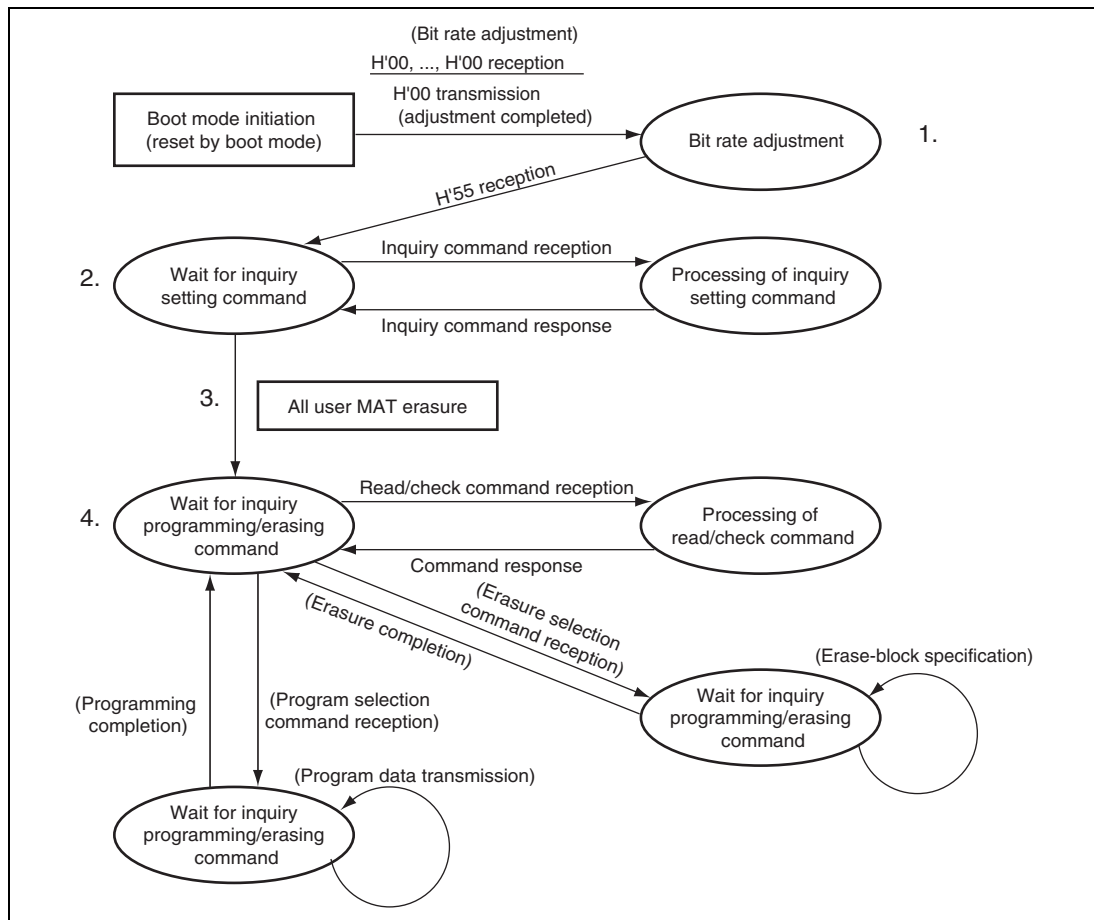 (Bit rate adjustment)
H'00, ..., H'00 reception
H'00 transmission
(adjustment completed)
Boot mode initiation
(reset by boot mode)
Bit rate adjustment
1.
H'55 reception
2.
Wait for inquiry
setting command
Inquiry command reception
Processing of inquiry
setting command
Inquiry command response
3.
All user MAT erasure
4.
Wait for inquiry
programming/erasing
command
Read/check command reception
Processing of
read/check command
Command response
(Erasure selection
command reception)
(Erasure completion)
(Erase-block specification)
Wait for inquiry
programming/erasing
command
(Programming
completion)
(Program selection
command reception)
(Program data transmission)
Wait for inquiry
programming/erasing
command